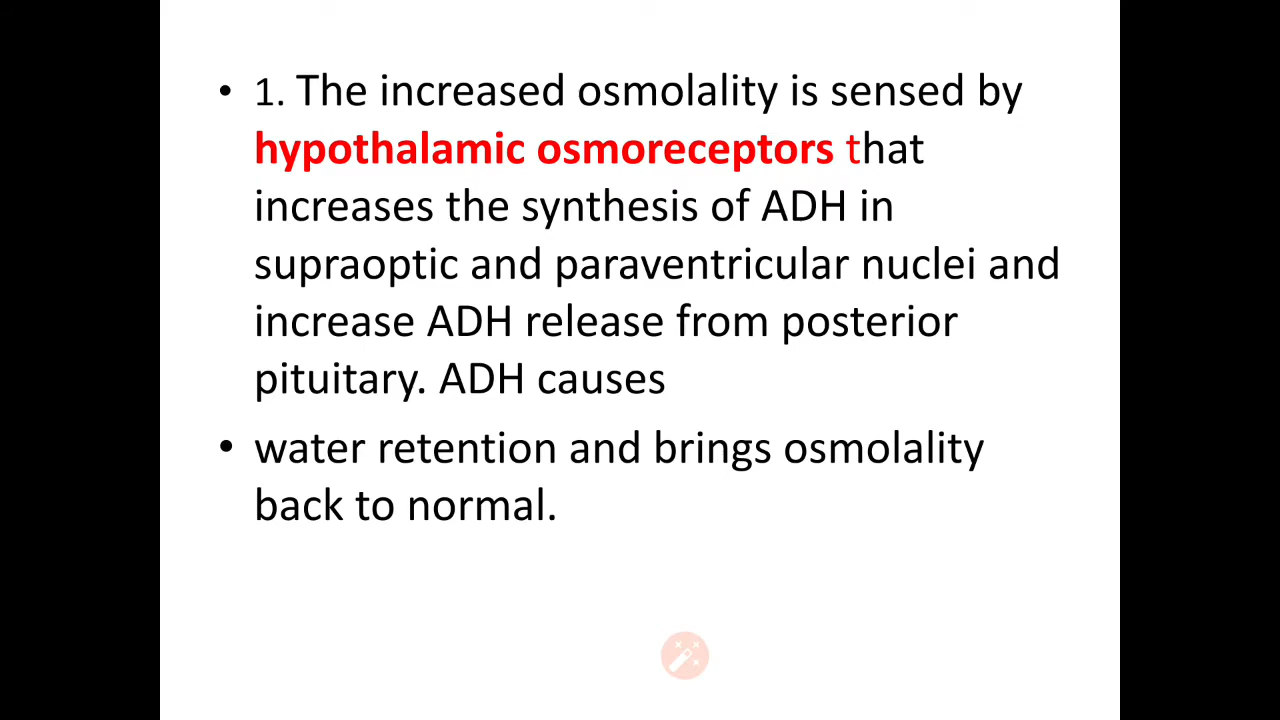 • 1. The increased osmolality is sensed by
hypothalamic osmoreceptors that
increases the synthesis of ADH in
supraoptic and paraventricular nuclei and
increase ADH release from posterior
pituitary. ADH causes
• water retention and brings osmolality
back to normal.